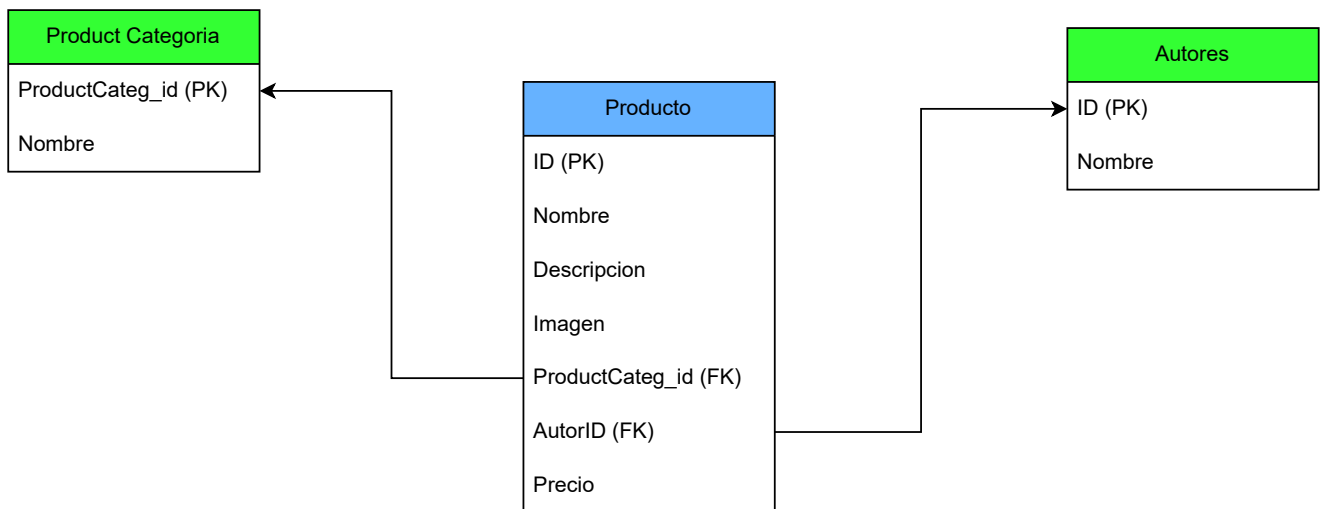 Product Categoria
ProductCateg_id (PK)
Nombre
Producto
ID (PK)
Nombre
Descripcion
Imagen
ProductCateg_id (FK)
AutorID (FK)
Precio
Autores
ID (PK)
Nombre